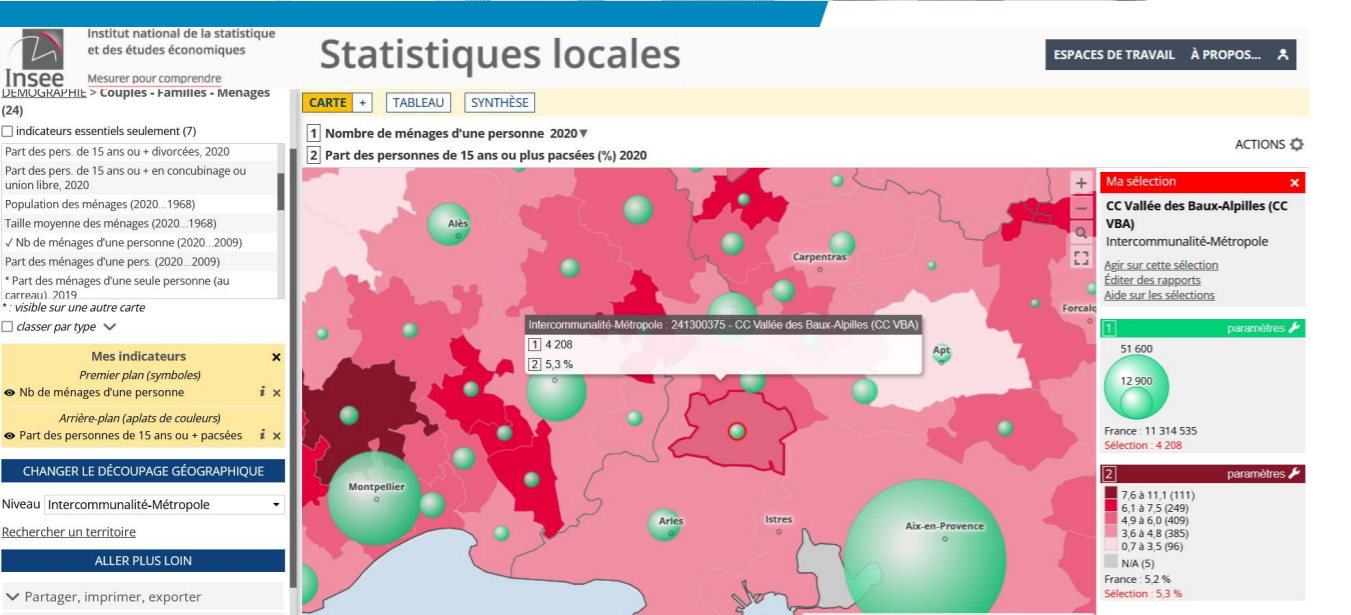 Institut national de la statistique
et des études économiques
Insee
Mesurer pour comprendre
Statistiques locales
ESPACES DE TRAVAIL À PROPOS...
DÉMOGRAPHIE > Couples - Familles - Ménages
(24)
indicateurs essentiels seulement (7)
Part des pers. de 15 ans ou + divorcées, 2020
Part des pers. de 15 ans ou + en concubinage ou
union libre, 2020
Population des ménages (2020...1968)
Taille moyenne des ménages (2020...1968)
✓ Nb de ménages d'une personne (2020...2009)
Part des ménages d'une pers. (2020...2009)
* Part des ménages d'une seule personne (au
carreau) 2019
* : visible sur une autre carte
classer par type
Mes indicateurs ×
Premier plan (symboles)
Nb de ménages d'une personne i ×
Arrière-plan (aplats de couleurs)
Part des personnes de 15 ans ou + pacsées i ×
CHANGER LE DÉCOUPAGE GÉOGRAPHIQUE
Niveau Intercommunalité-Métropole
Rechercher un territoire
ALLER PLUS LOIN
Partager, imprimer, exporter
CARTE +
TABLEAU
SYNTHÈSE
1 Nombre de ménages d'une personne 2020▼
2 Part des personnes de 15 ans ou plus pacsées (%) 2020
ACTIONS
Alès
Carpentras
Forcalq
Intercommunalité-Métropole : 241300375 - CC Vallée des Baux-Alpilles (CC VBA)
1 4 208
2 5,3 %
Apt
Montpellier
Arles
Istres
Aix-en-Provence
+
−
Ma sélection ×
CC Vallée des Baux-Alpilles (CC
VBA)
Intercommunalité-Métropole
Agir sur cette sélection
Éditer des rapports
Aide sur les sélections
1 paramètres
51 600
12 900
France : 11 314 535
Sélection : 4 208
2 paramètres
7,6 à 11,1 (111)
6,1 à 7,5 (249)
4,9 à 6,0 (409)
3,6 à 4,8 (385)
0,7 à 3,5 (96)
N/A (5)
France : 5,2 %
Sélection : 5,3 %